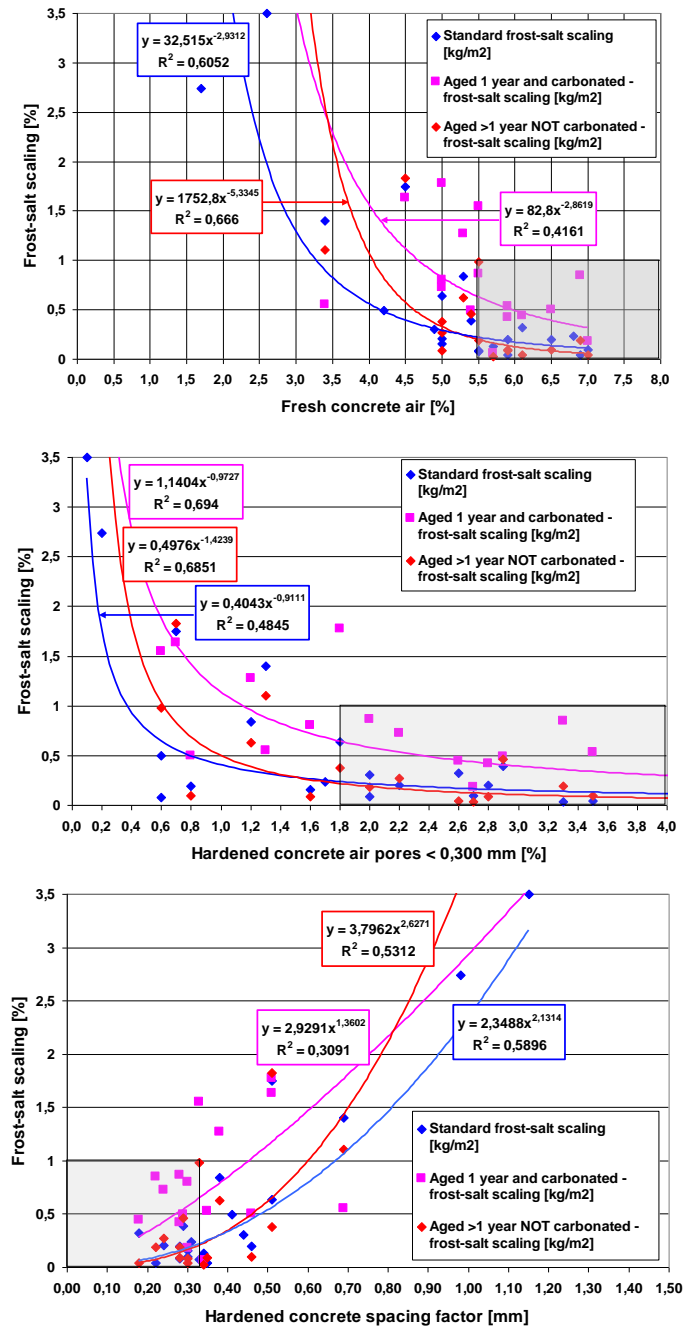 3,5
3
2,5
2
1,5
1
0,5
0
Frost-salt scaling [%]
y = 32,515x^-2,9312
R² = 0,6052
y = 1752,8x^-5,3345
R² = 0,666
y = 82,8x^-2,8619
R² = 0,4161
Standard frost-salt scaling
[kg/m2]
Aged 1 year and carbonated -
frost-salt scaling [kg/m2]
Aged >1 year NOT carbonated -
frost-salt scaling [kg/m2]
0,0 0,5 1,0 1,5 2,0 2,5 3,0 3,5 4,0 4,5 5,0 5,5 6,0 6,5 7,0 7,5 8,0
Fresh concrete air [%]
3,5
3
2,5
2
1,5
1
0,5
0
Frost-salt scaling [%]
y = 1,1404x^-0,9727
R² = 0,694
y = 0,4976x^-1,4239
R² = 0,6851
y = 0,4043x^-0,9111
R² = 0,4845
Standard frost-salt scaling
[kg/m2]
Aged 1 year and carbonated -
frost-salt scaling [kg/m2]
Aged >1 year NOT carbonated -
frost-salt scaling [kg/m2]
0,0 0,2 0,4 0,6 0,8 1,0 1,2 1,4 1,6 1,8 2,0 2,2 2,4 2,6 2,8 3,0 3,2 3,4 3,6 3,8 4,0
Hardened concrete air pores < 0,300 mm [%]
3,5
3
2,5
2
1,5
1
0,5
0
Frost-salt scaling [%]
y = 3,7962x^2,6271
R² = 0,5312
y = 2,9291x^1,3602
R² = 0,3091
y = 2,3488x^2,1314
R² = 0,5896
Standard frost-salt scaling
[kg/m2]
Aged 1 year and carbonated -
frost-salt scaling [kg/m2]
Aged >1 year NOT carbonated -
frost-salt scaling [kg/m2]
0,00 0,10 0,20 0,30 0,40 0,50 0,60 0,70 0,80 0,90 1,00 1,10 1,20 1,30 1,40 1,50
Hardened concrete spacing factor [mm]